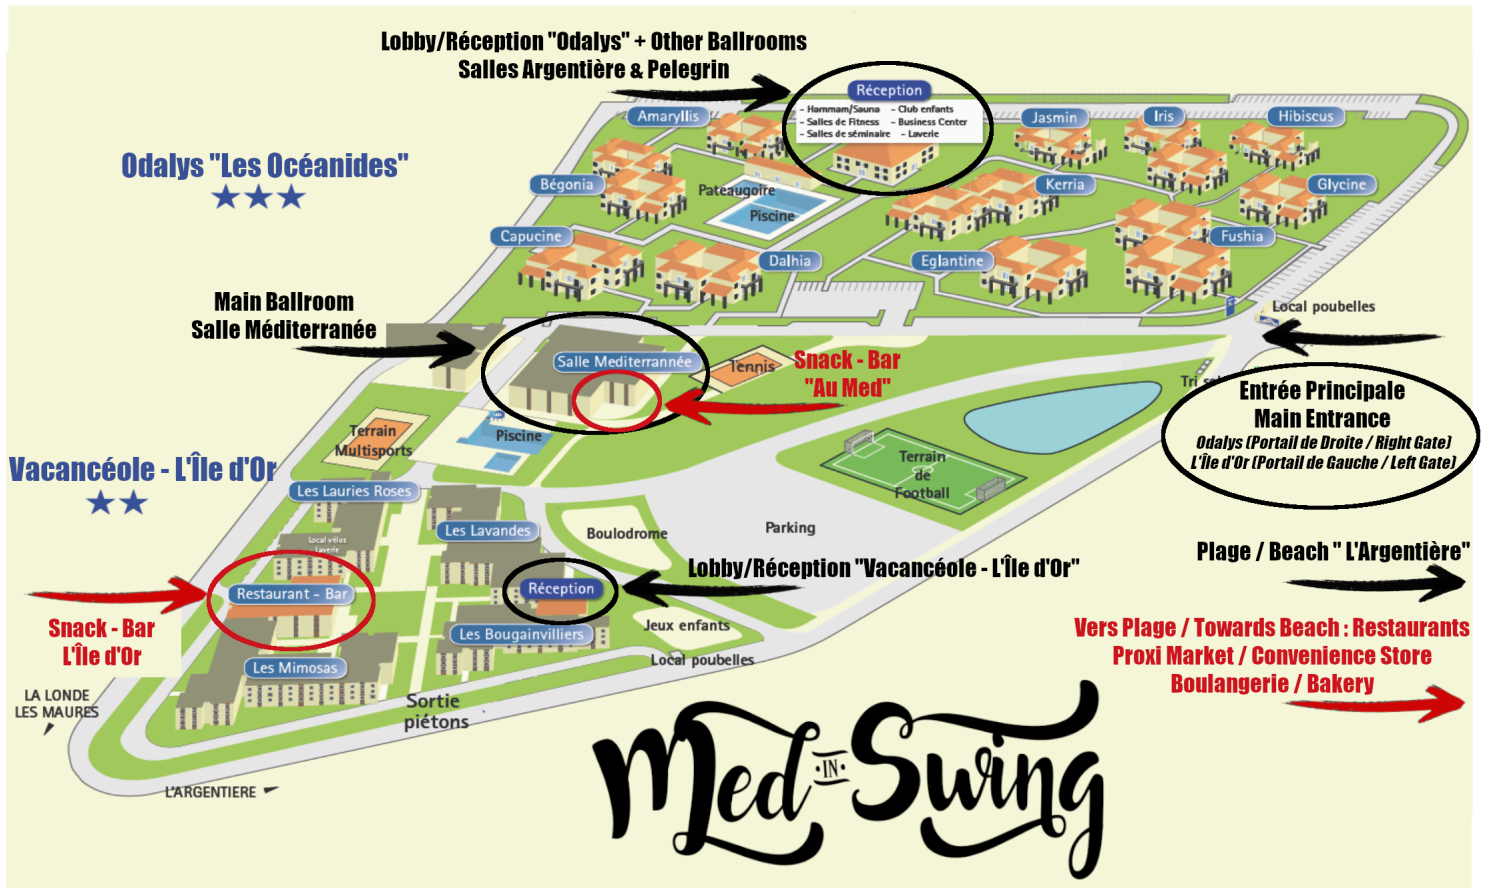 Lobby/Réception "Odalys" + Other Ballrooms
Salles Argentière & Pelegrin
Réception
- Hammam/Sauna - Club enfants
- Salles de Fitness - Business Center
- Salles de séminaire - Laverie
Amaryllis
Jasmin
Iris
Hibiscus
Odalys "Les Océanides"
Bégonia
Pateaugoire
Piscine
Kerria
Glycine
Capucine
Dalhia
Eglantine
Fushia
Main Ballroom
Salle Méditerranée
Local poubelles
Salle Mediterrannée
Tennis
Snack - Bar
"Au Med"
Tri
Entrée Principale
Main Entrance
Odalys (Portail de Droite / Right Gate)
L'Île d'Or (Portail de Gauche / Left Gate)
Terrain
Multisports
Piscine
Terrain
de
Football
Vacancéole - L'Île d'Or
Les Lauries Roses
Les Lavandes
Boulodrome
Parking
Local vélos
Laverie
Plage / Beach " L'Argentière"
Lobby/Réception "Vacancéole - L'Île d'Or"
Réception
Restaurant - Bar
Snack - Bar
L'Île d'Or
Les Bougainvilliers
Jeux enfants
Local poubelles
Les Mimosas
Vers Plage / Towards Beach : Restaurants
Proxi Market / Convenience Store
Boulangerie / Bakery
LA LONDE
LES MAURES
Sortie
piétons
L'ARGENTIERE
Med IN Swing